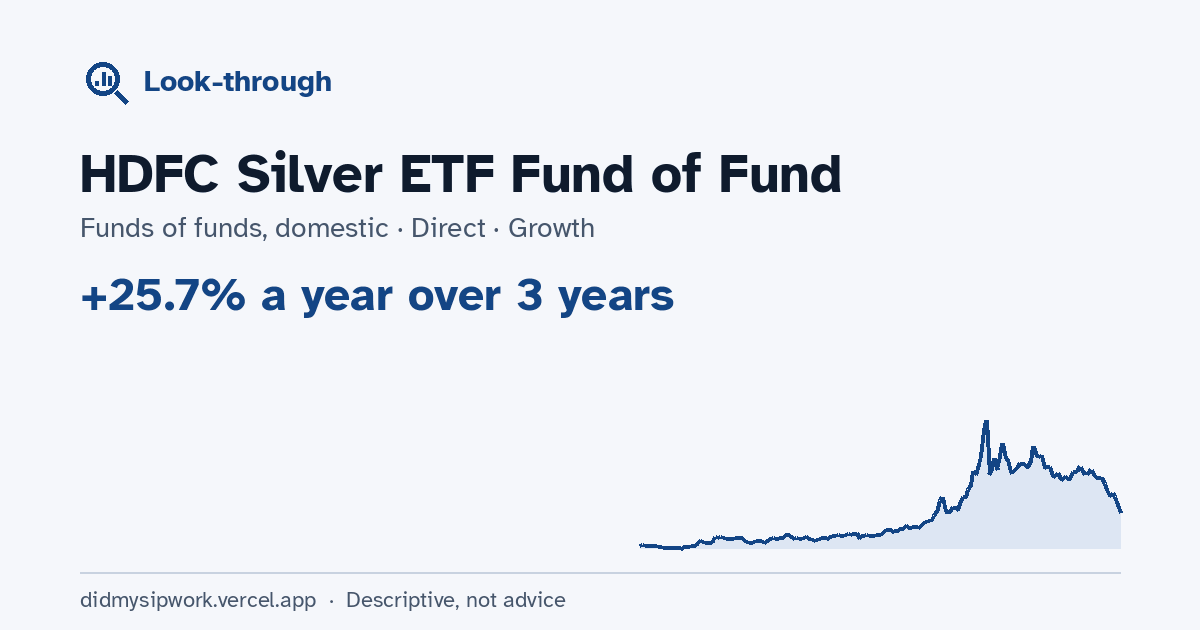 Look-through
HDFC Silver ETF Fund of Fund
Funds of funds, domestic · Direct · Growth
+25.7% a year over 3 years
didmysipwork.vercel.app · Descriptive, not advice